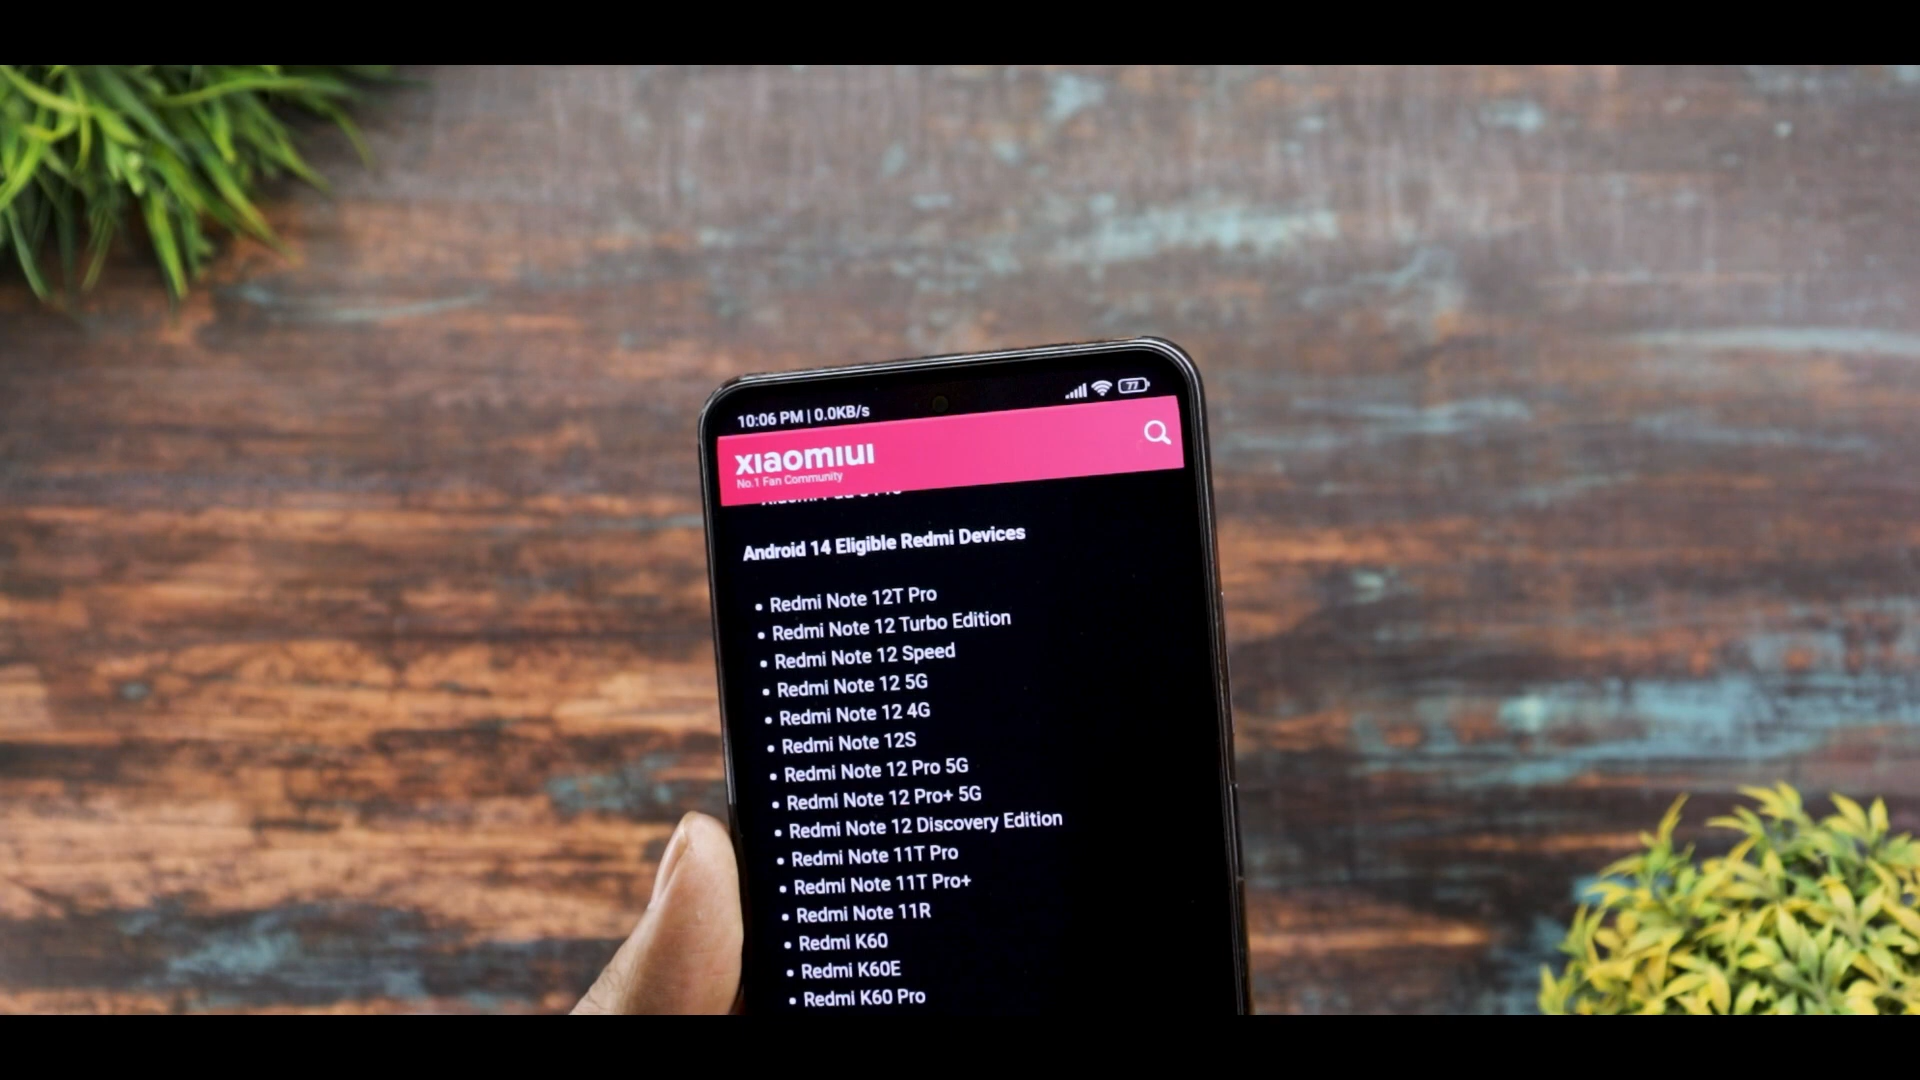 10:06 PM | 0.0KB/s
77
xiaomiui
No.1 Fan Community
Android 14 Eligible Redmi Devices
• Redmi Note 12T Pro
• Redmi Note 12 Turbo Edition
• Redmi Note 12 Speed
• Redmi Note 12 5G
• Redmi Note 12 4G
• Redmi Note 12S
• Redmi Note 12 Pro 5G
• Redmi Note 12 Pro+ 5G
• Redmi Note 12 Discovery Edition
• Redmi Note 11T Pro
• Redmi Note 11T Pro+
• Redmi Note 11R
• Redmi K60
• Redmi K60E
• Redmi K60 Pro